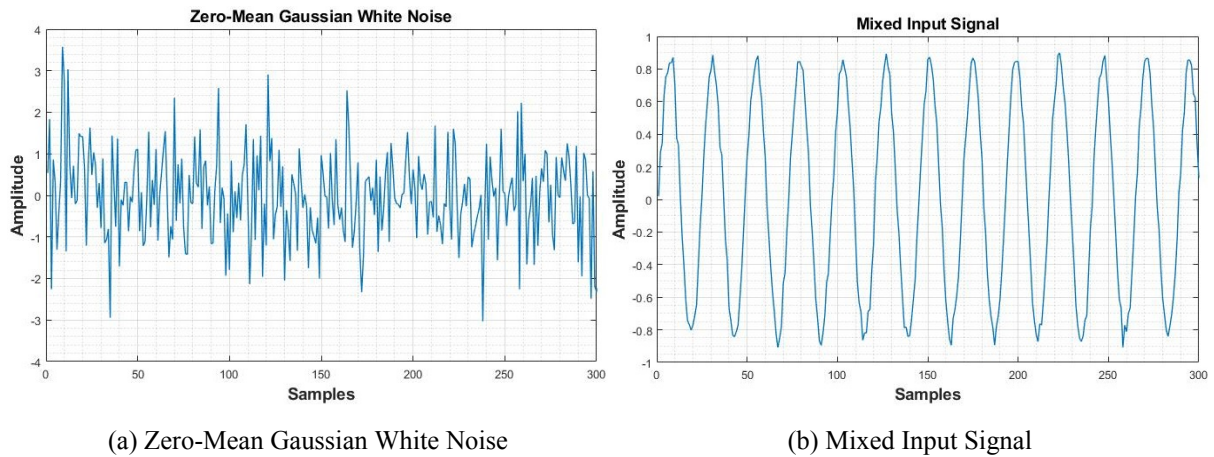 Zero-Mean Gaussian White Noise
4
3
2
1
0
-1
-2
-3
-4
Amplitude
0 50 100 150 200 250 300
Samples
(a) Zero-Mean Gaussian White Noise
Mixed Input Signal
1
0.8
0.6
0.4
0.2
0
-0.2
-0.4
-0.6
-0.8
-1
Amplitude
0 50 100 150 200 250 300
Samples
(b) Mixed Input Signal